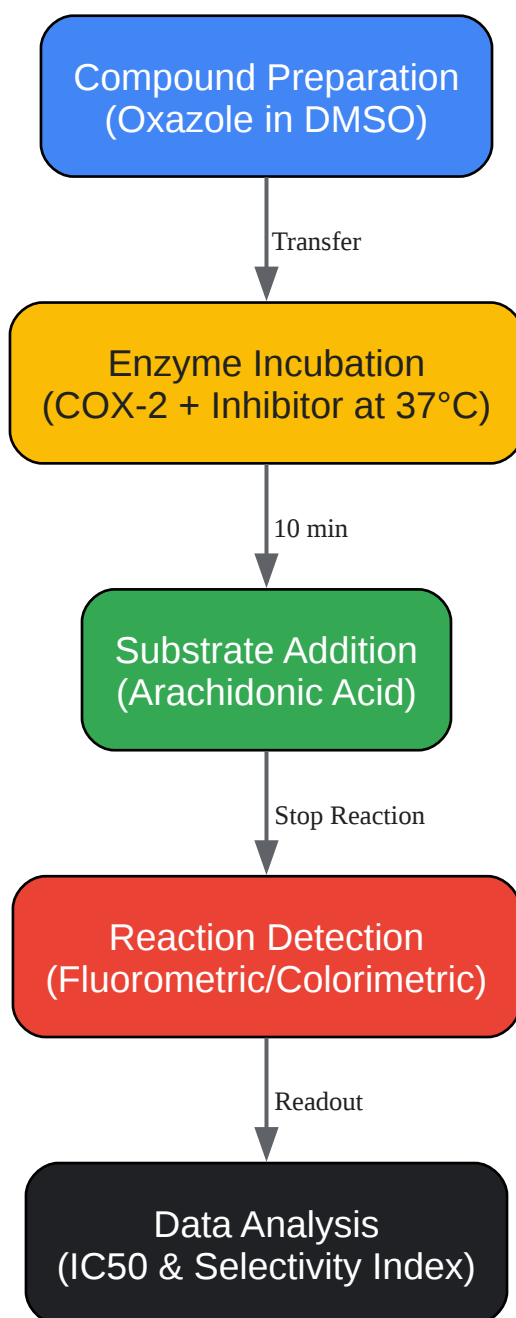 Compound Preparation
(Oxazole in DMSO)
Transfer
Enzyme Incubation
(COX-2 + Inhibitor at 37°C)
10 min
Substrate Addition
(Arachidonic Acid)
Stop Reaction
Reaction Detection
(Fluorometric/Colorimetric)
Readout
Data Analysis
(IC50 & Selectivity Index)